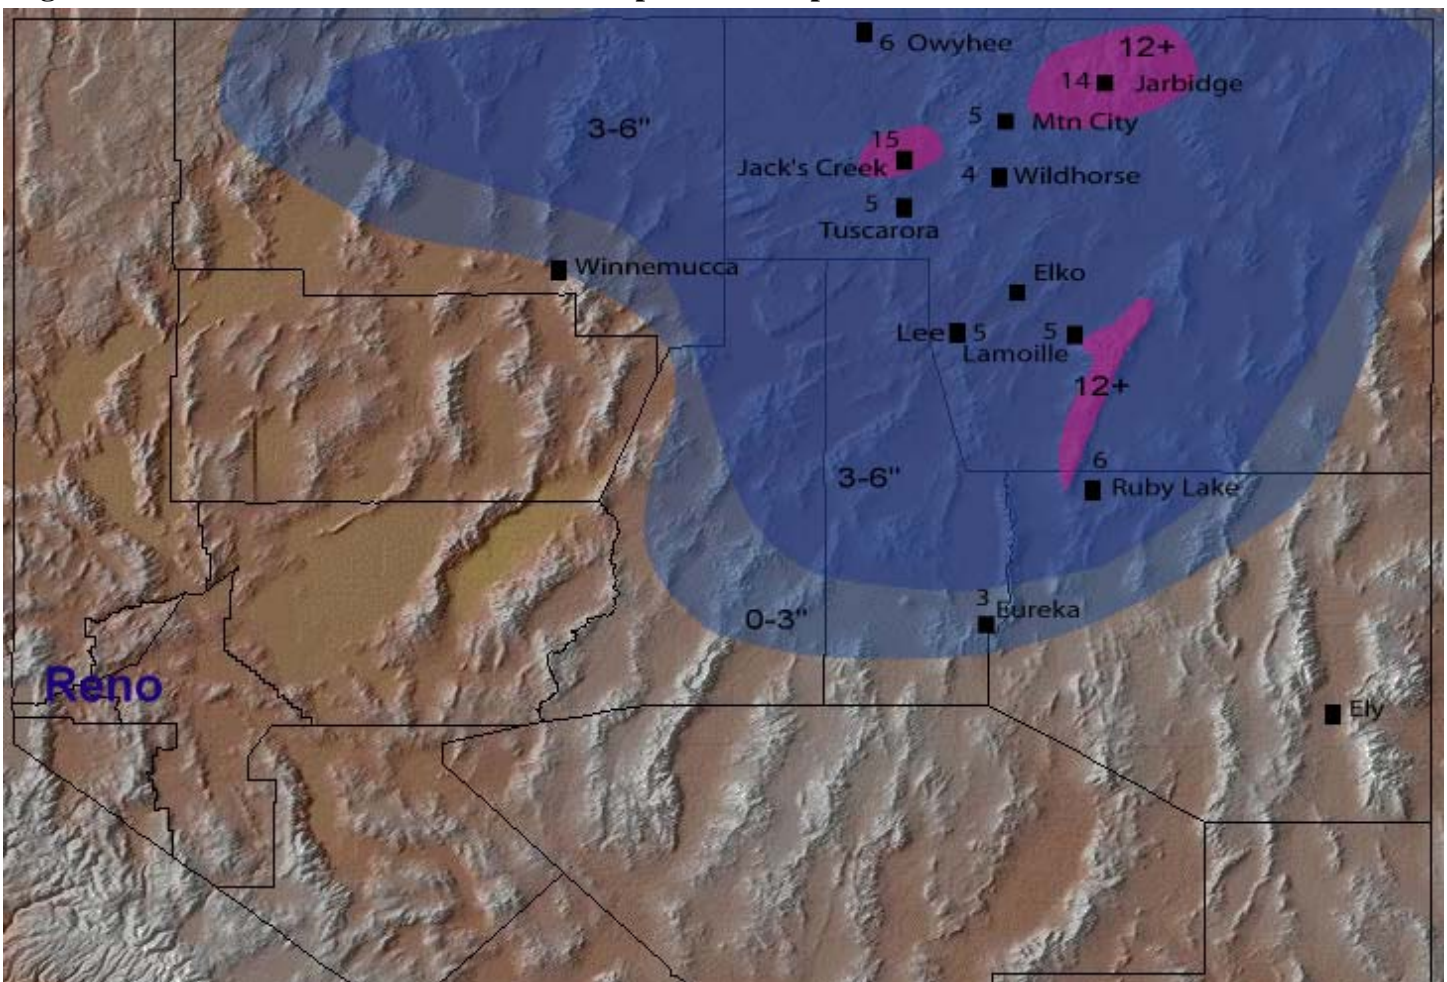 6 Owyhee
12+
14 Jarbidge
3-6"
5 Mtn City
15
Jack's Creek
4 Wildhorse
5
Tuscarora
Winnemucca
Elko
Lee 5
5
Lamoille
12+
6
3-6"
Ruby Lake
3
Eureka
0-3"
Reno
Ely